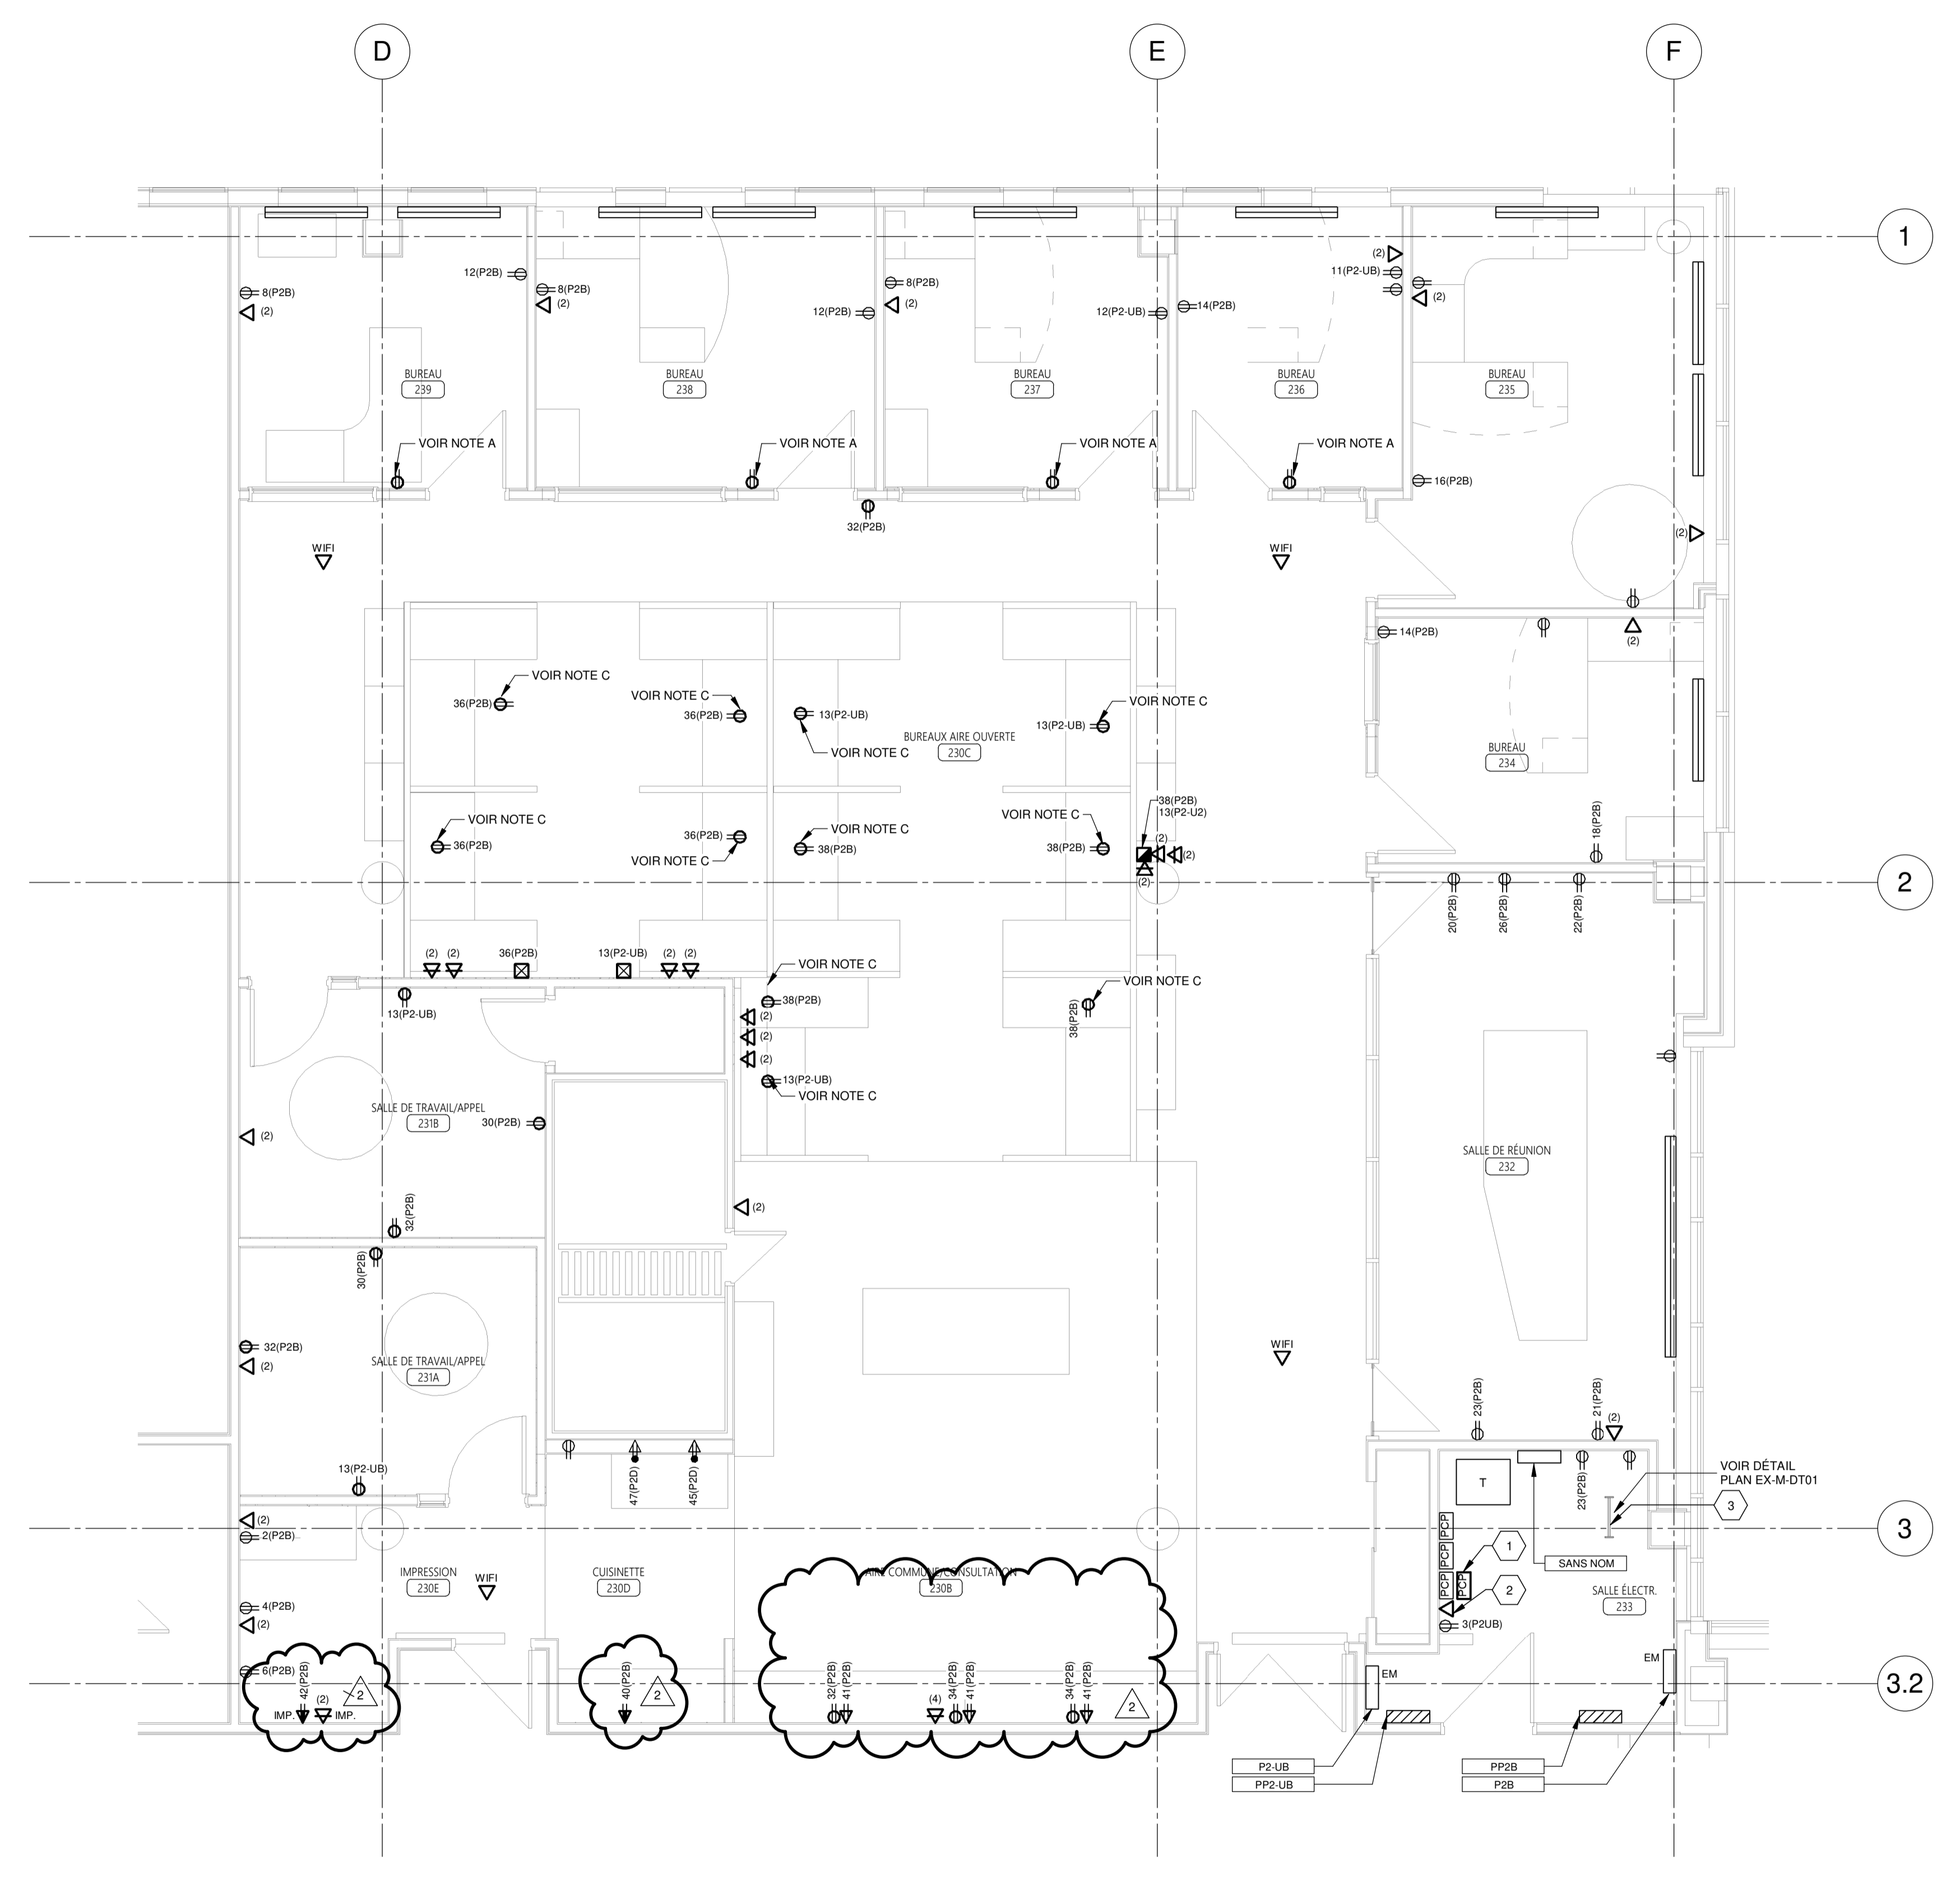 D
E
F
1
12(P2B)
8(P2B)
(2)
8(P2B)
(2)
12(P2B)
8(P2B)
(2)
12(P2-UB)
14(P2B)
(2)
11(P2-UB)
(2)
BUREAU
239
BUREAU
238
BUREAU
237
BUREAU
236
BUREAU
235
VOIR NOTE A
VOIR NOTE A
VOIR NOTE A
VOIR NOTE A
16(P2B)
32(P2B)
WIFI
WIFI
(2)
14(P2B)
(2)
VOIR NOTE C
36(P2B)
VOIR NOTE C
36(P2B)
13(P2-UB)
VOIR NOTE C
VOIR NOTE C
13(P2-UB)
BUREAUX AIRE OUVERTE
230C
BUREAU
234
VOIR NOTE C
36(P2B)
36(P2B)
VOIR NOTE C
VOIR NOTE C
38(P2B)
VOIR NOTE C
38(P2B)
38(P2B)
13(P2-U2)
(2)
(2)
(2)
18(P2B)
2
20(P2B)
26(P2B)
22(P2B)
(2)
(2)
36(P2B)
13(P2-UB)
(2)
(2)
VOIR NOTE C
38(P2B)
VOIR NOTE C
38(P2B)
13(P2-UB)
(2)
(2)
(2)
13(P2-UB)
VOIR NOTE C
SALLE DE TRAVAIL/APPEL
231B
30(P2B)
(2)
SALLE DE RÉUNION
232
32(P2B)
(2)
30(P2B)
32(P2B)
(2)
SALLE DE TRAVAIL/APPEL
231A
WIFI
23(P2B)
21(P2B)
(2)
13(P2-UB)
47(P2D)
45(P2D)
T
23(P2B)
VOIR DÉTAIL
PLAN EX-M-DT01
3
(2)
2(P2B)
3
PCP
PCP
PCP
PCP
1
2
SANS NOM
IMPRESSION
230E
WIFI
CUISINETTE
230D
AIRE COMMUNE/CONSULTATION
230B
SALLE ÉLECTR.
233
4(P2B)
(2)
3(P2UB)
6(P2B)
42(P2B)
(2)
IMP.
IMP.
2
40(P2B)
2
32(P2B)
41(P2B)
(4)
34(P2B)
41(P2B)
34(P2B)
41(P2B)
2
EM
EM
3.2
P2-UB
PP2-UB
PP2B
P2B